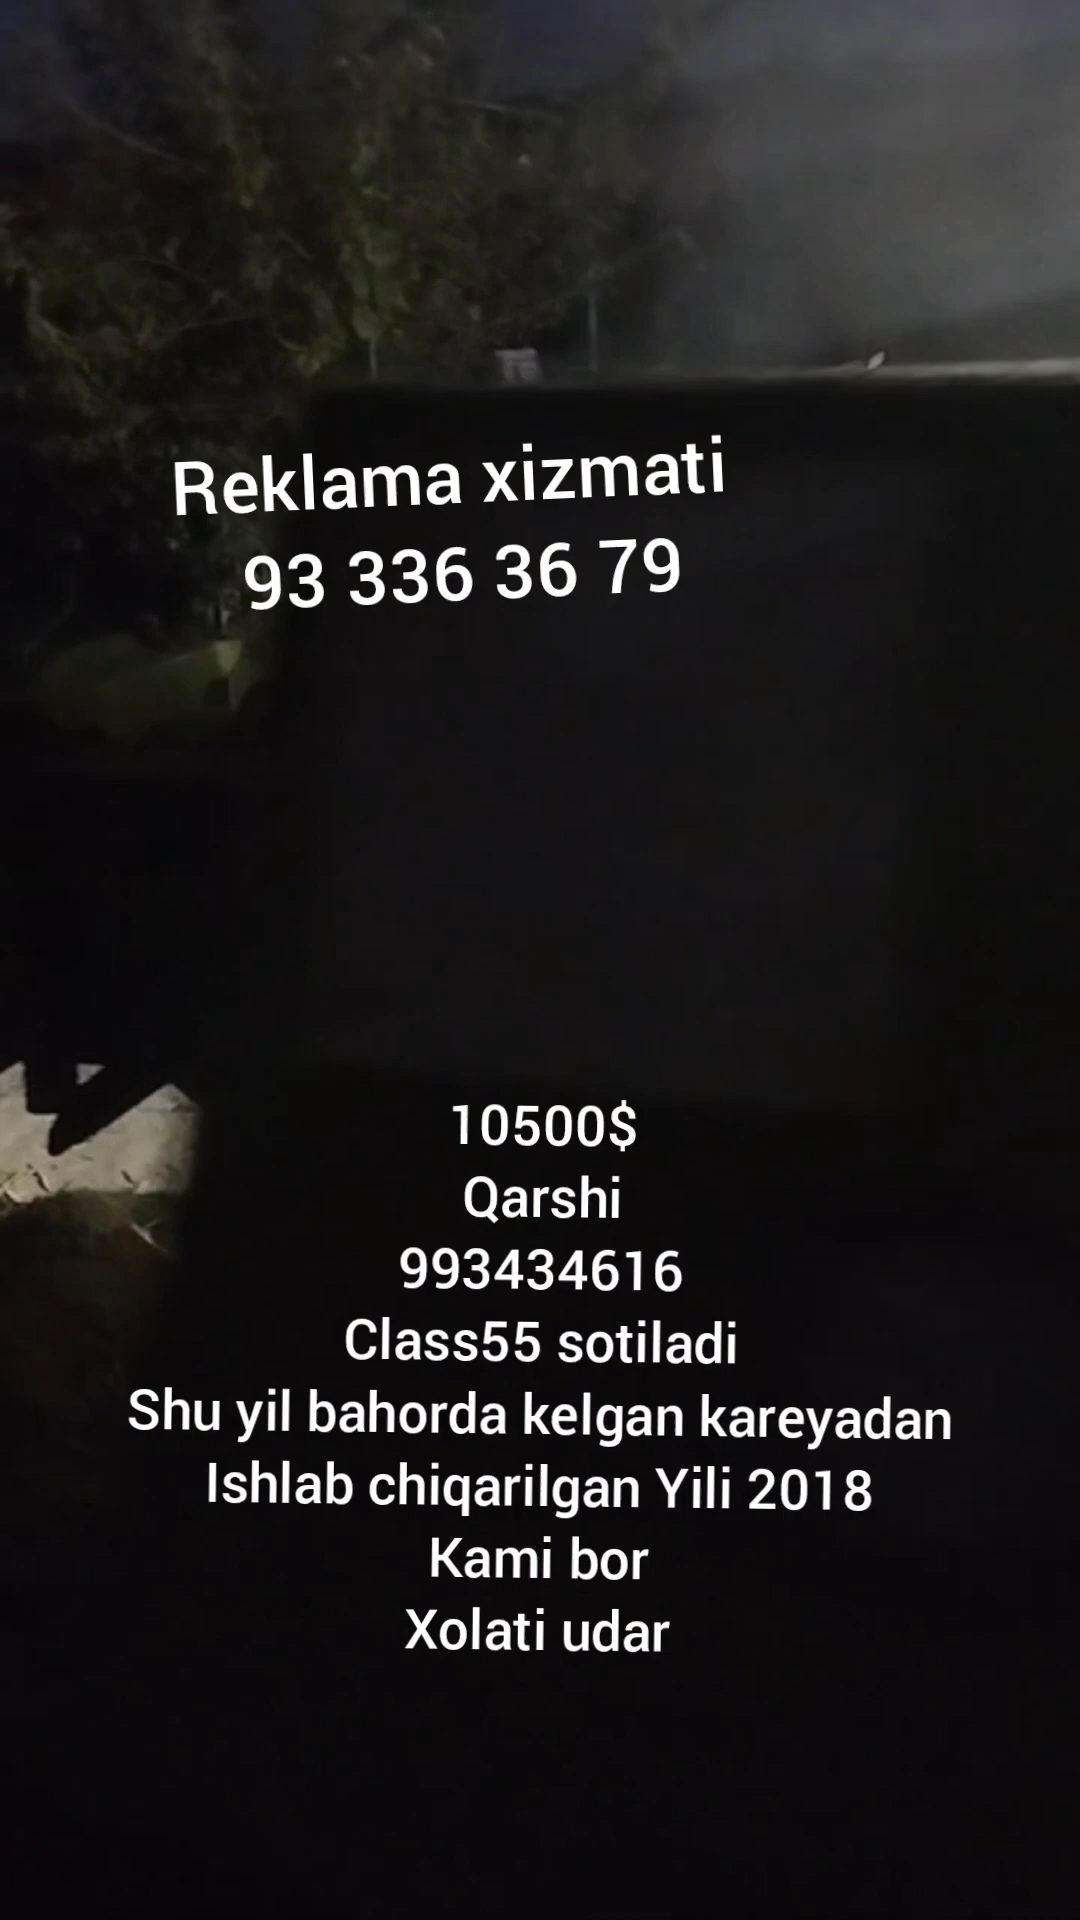 Reklama xizmati
93 336 36 79
10500$
Qarshi
993434616
Class55 sotiladi
Shu yil bahorda kelgan kareyadan
Ishlab chiqarilgan Yili 2018
Kami bor
Xolati udar